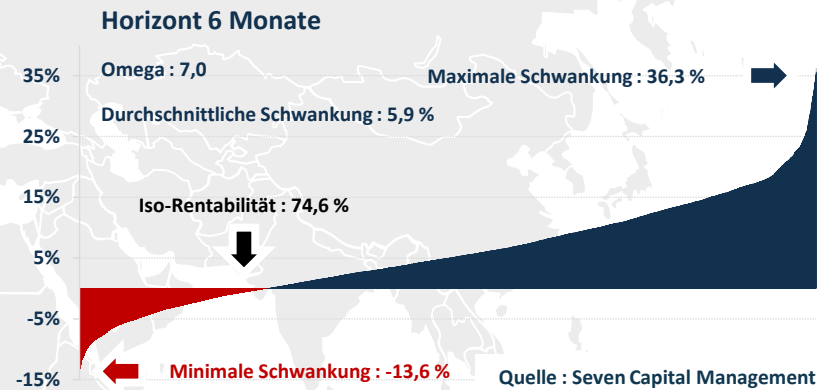 Horizont 6 Monate
35%
Omega : 7,0
Maximale Schwankung : 36,3 %
Durchschnittliche Schwankung : 5,9 %
25%
15%
Iso-Rentabilität : 74,6 %
5%
-5%
Minimale Schwankung : -13,6 %
-15%
Quelle : Seven Capital Management